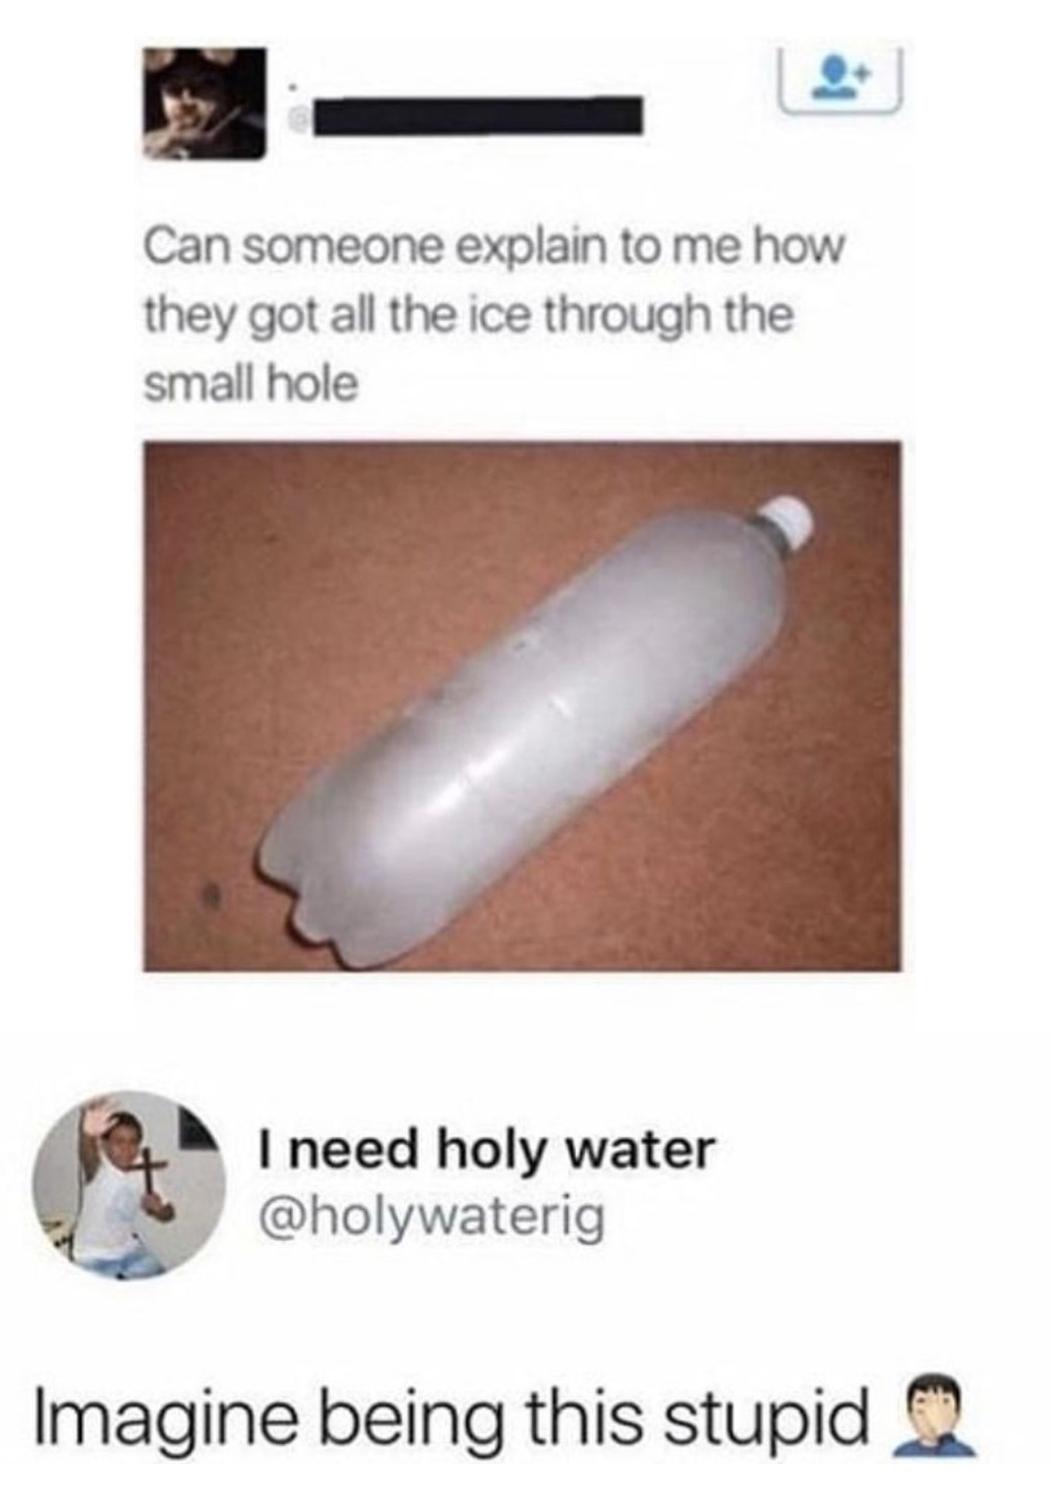 @
Can someone explain to me how
they got all the ice through the
small hole
I need holy water
@holywaterig
Imagine being this stupid 🤦🏻‍♂️